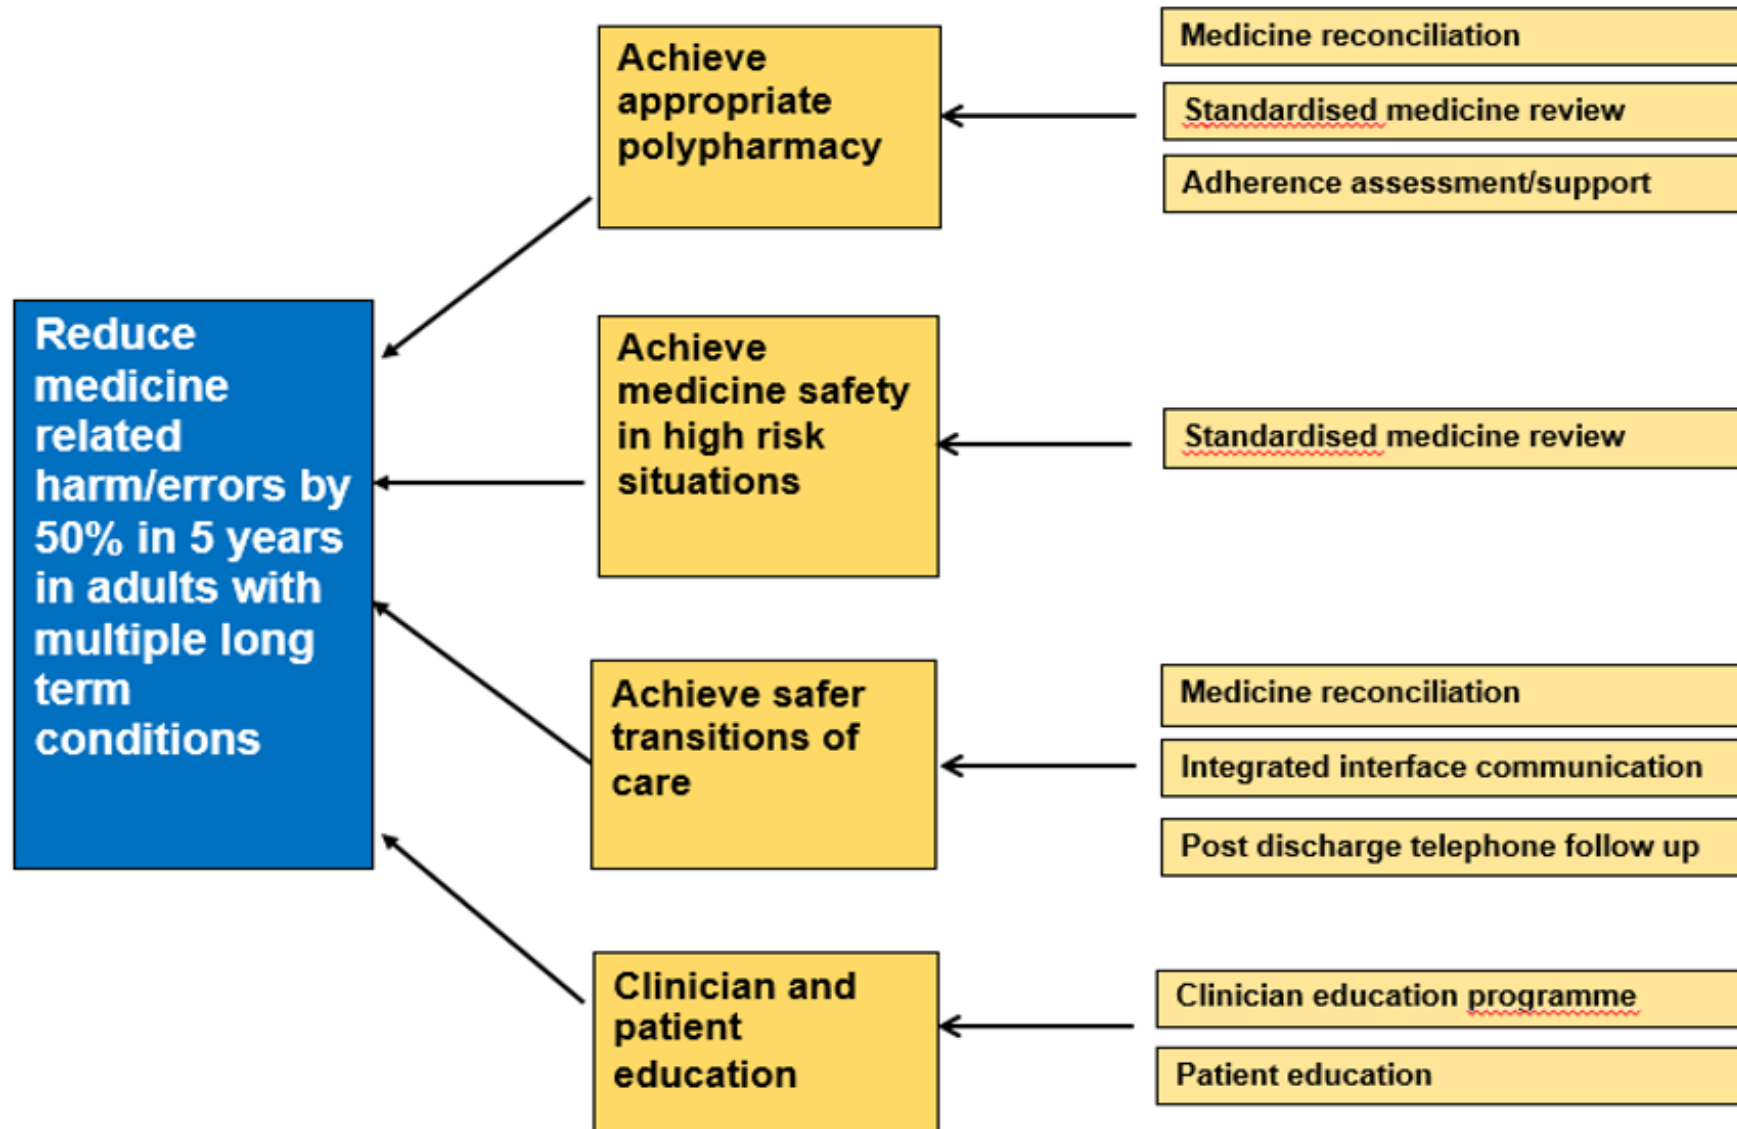 Reduce
medicine
related
harm/errors by
50% in 5 years
in adults with
multiple long
term
conditions
Achieve
appropriate
polypharmacy
Medicine reconciliation
Standardised medicine review
Adherence assessment/support
Achieve
medicine safety
in high risk
situations
Standardised medicine review
Achieve safer
transitions of
care
Medicine reconciliation
Integrated interface communication
Post discharge telephone follow up
Clinician and
patient
education
Clinician education programme
Patient education